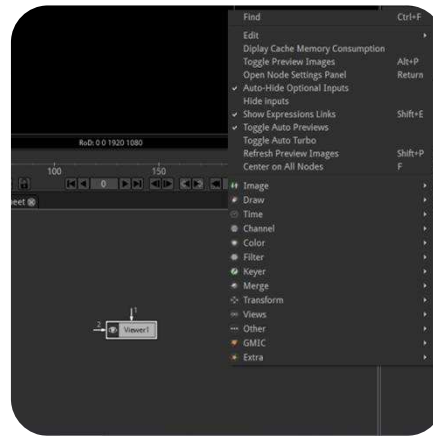 Find Ctrl+F
Edit
Diplay Cache Memory Consumption
Toggle Preview Images Alt+P
Open Node Settings Panel Return
Auto-Hide Optional Inputs
Hide inputs
Show Expressions Links Shift+E
Toggle Auto Previews
Toggle Auto Turbo
Refresh Preview Images Shift+P
Center on All Nodes F
Image
Draw
Time
Channel
Color
Filter
Keyer
Merge
Transform
Views
Other
GMIC
Extra
RoD: 0 0 1920 1080
100 150
0
eet
1
2
Viewer1